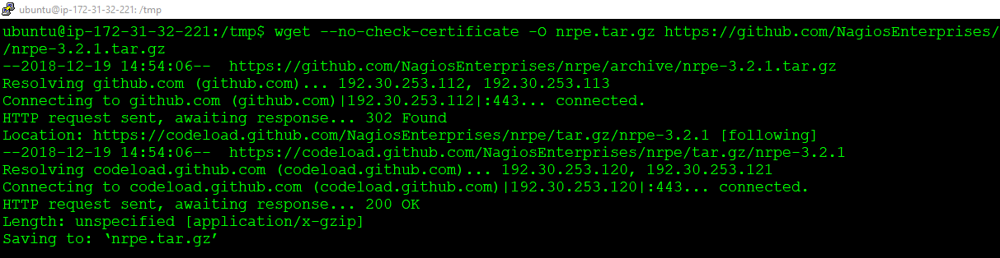 ubuntu@ip-172-31-32-221: /tmp
ubuntu@ip-172-31-32-221:/tmp$ wget --no-check-certificate -O nrpe.tar.gz https://github.com/NagiosEnterprises/
/nrpe-3.2.1.tar.gz
--2018-12-19 14:54:06--  https://github.com/NagiosEnterprises/nrpe/archive/nrpe-3.2.1.tar.gz
Resolving github.com (github.com)... 192.30.253.112, 192.30.253.113
Connecting to github.com (github.com)|192.30.253.112|:443... connected.
HTTP request sent, awaiting response... 302 Found
Location: https://codeload.github.com/NagiosEnterprises/nrpe/tar.gz/nrpe-3.2.1 [following]
--2018-12-19 14:54:06--  https://codeload.github.com/NagiosEnterprises/nrpe/tar.gz/nrpe-3.2.1
Resolving codeload.github.com (codeload.github.com)... 192.30.253.120, 192.30.253.121
Connecting to codeload.github.com (codeload.github.com)|192.30.253.120|:443... connected.
HTTP request sent, awaiting response... 200 OK
Length: unspecified [application/x-gzip]
Saving to: ‘nrpe.tar.gz’